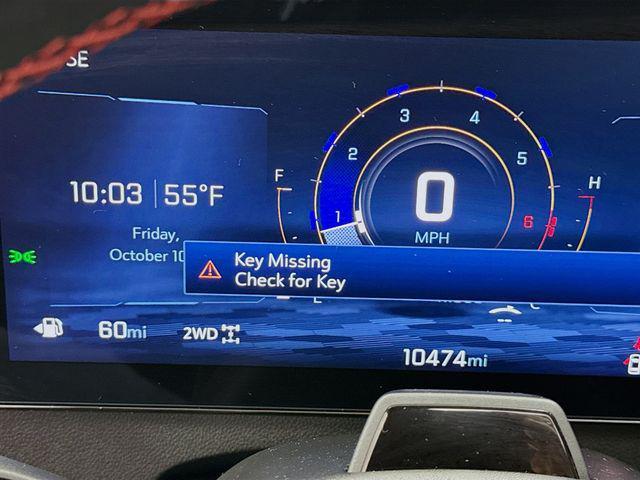 SE
10:03 | 55°F
Friday,
October 10
F
H
1
2
3
4
5
6
0
MPH
Key Missing
Check for Key
60mi
2WD
10474mi